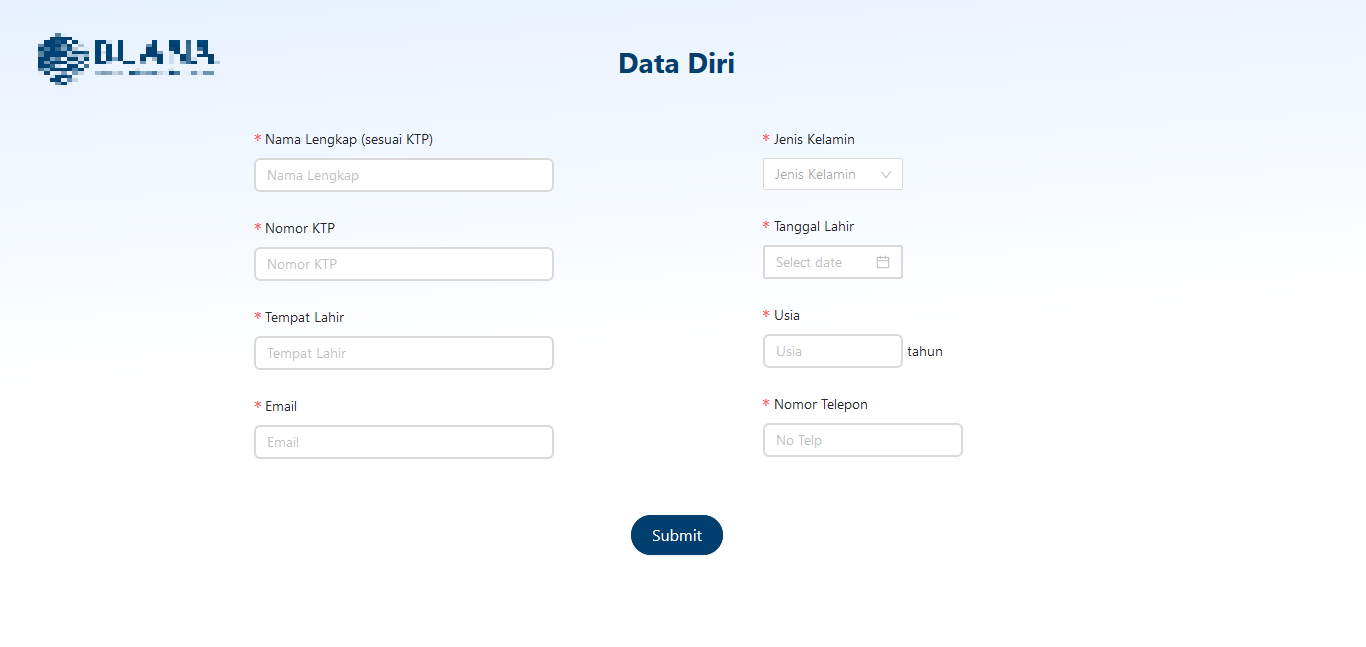 DLANA
Data Diri
* Nama Lengkap (sesuai KTP)
Nama Lengkap
* Jenis Kelamin
Jenis Kelamin
* Nomor KTP
Nomor KTP
* Tanggal Lahir
Select date
* Tempat Lahir
Tempat Lahir
* Usia
Usia
tahun
* Email
Email
* Nomor Telepon
No Telp
Submit